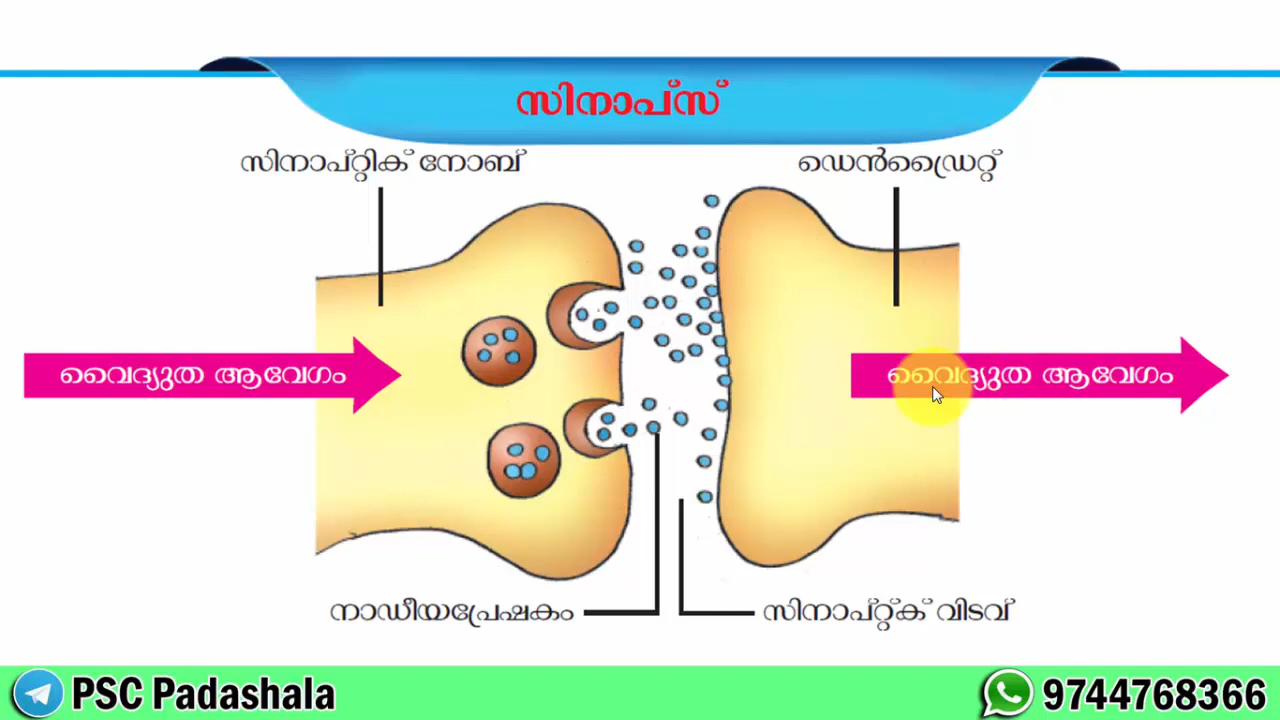 സിനാപ്സ്
സിനാപ്റ്റിക് നോബ്
ഡെൻഡ്രൈറ്റ്
വൈദ്യുത ആവേഗം
വൈദ്യുത ആവേഗം
നാഡീയപ്രേഷകം
സിനാപ്റ്റ്ക് വിടവ്
PSC Padashala
9744768366